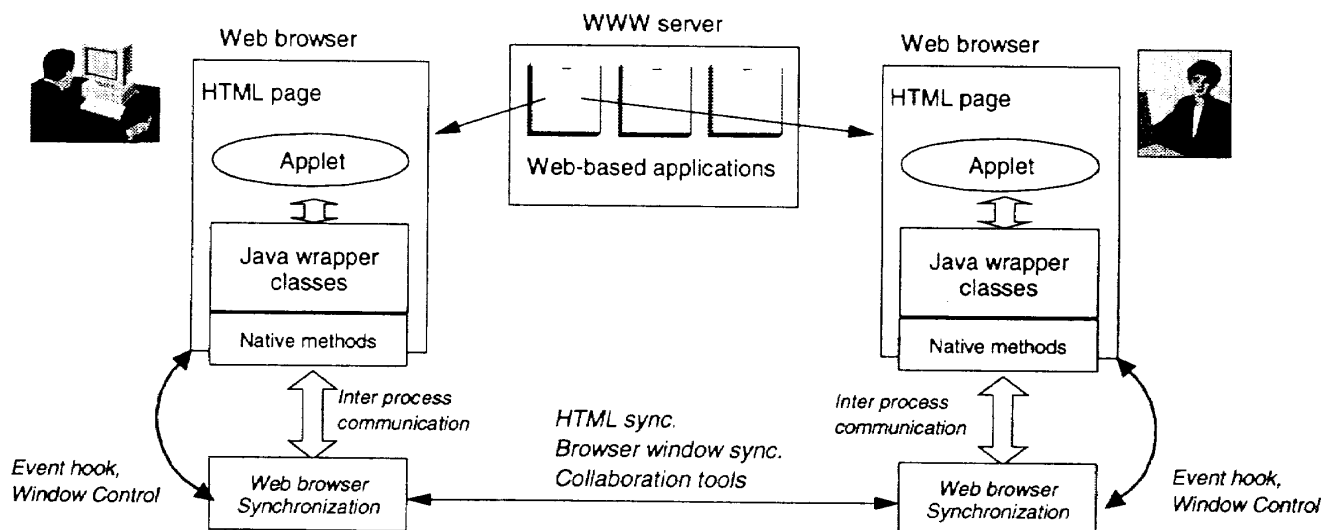 WWW server
Web browser
Web browser
HTML page
HTML page
Applet
Web-based applications
Applet
Java wrapper
classes
Java wrapper
classes
Native methods
Native methods
Inter process
communication
HTML sync.
Browser window sync.
Collaboration tools
Inter process
communication
Event hook,
Window Control
Web browser
Synchronization
Web browser
Synchronization
Event hook,
Window Control